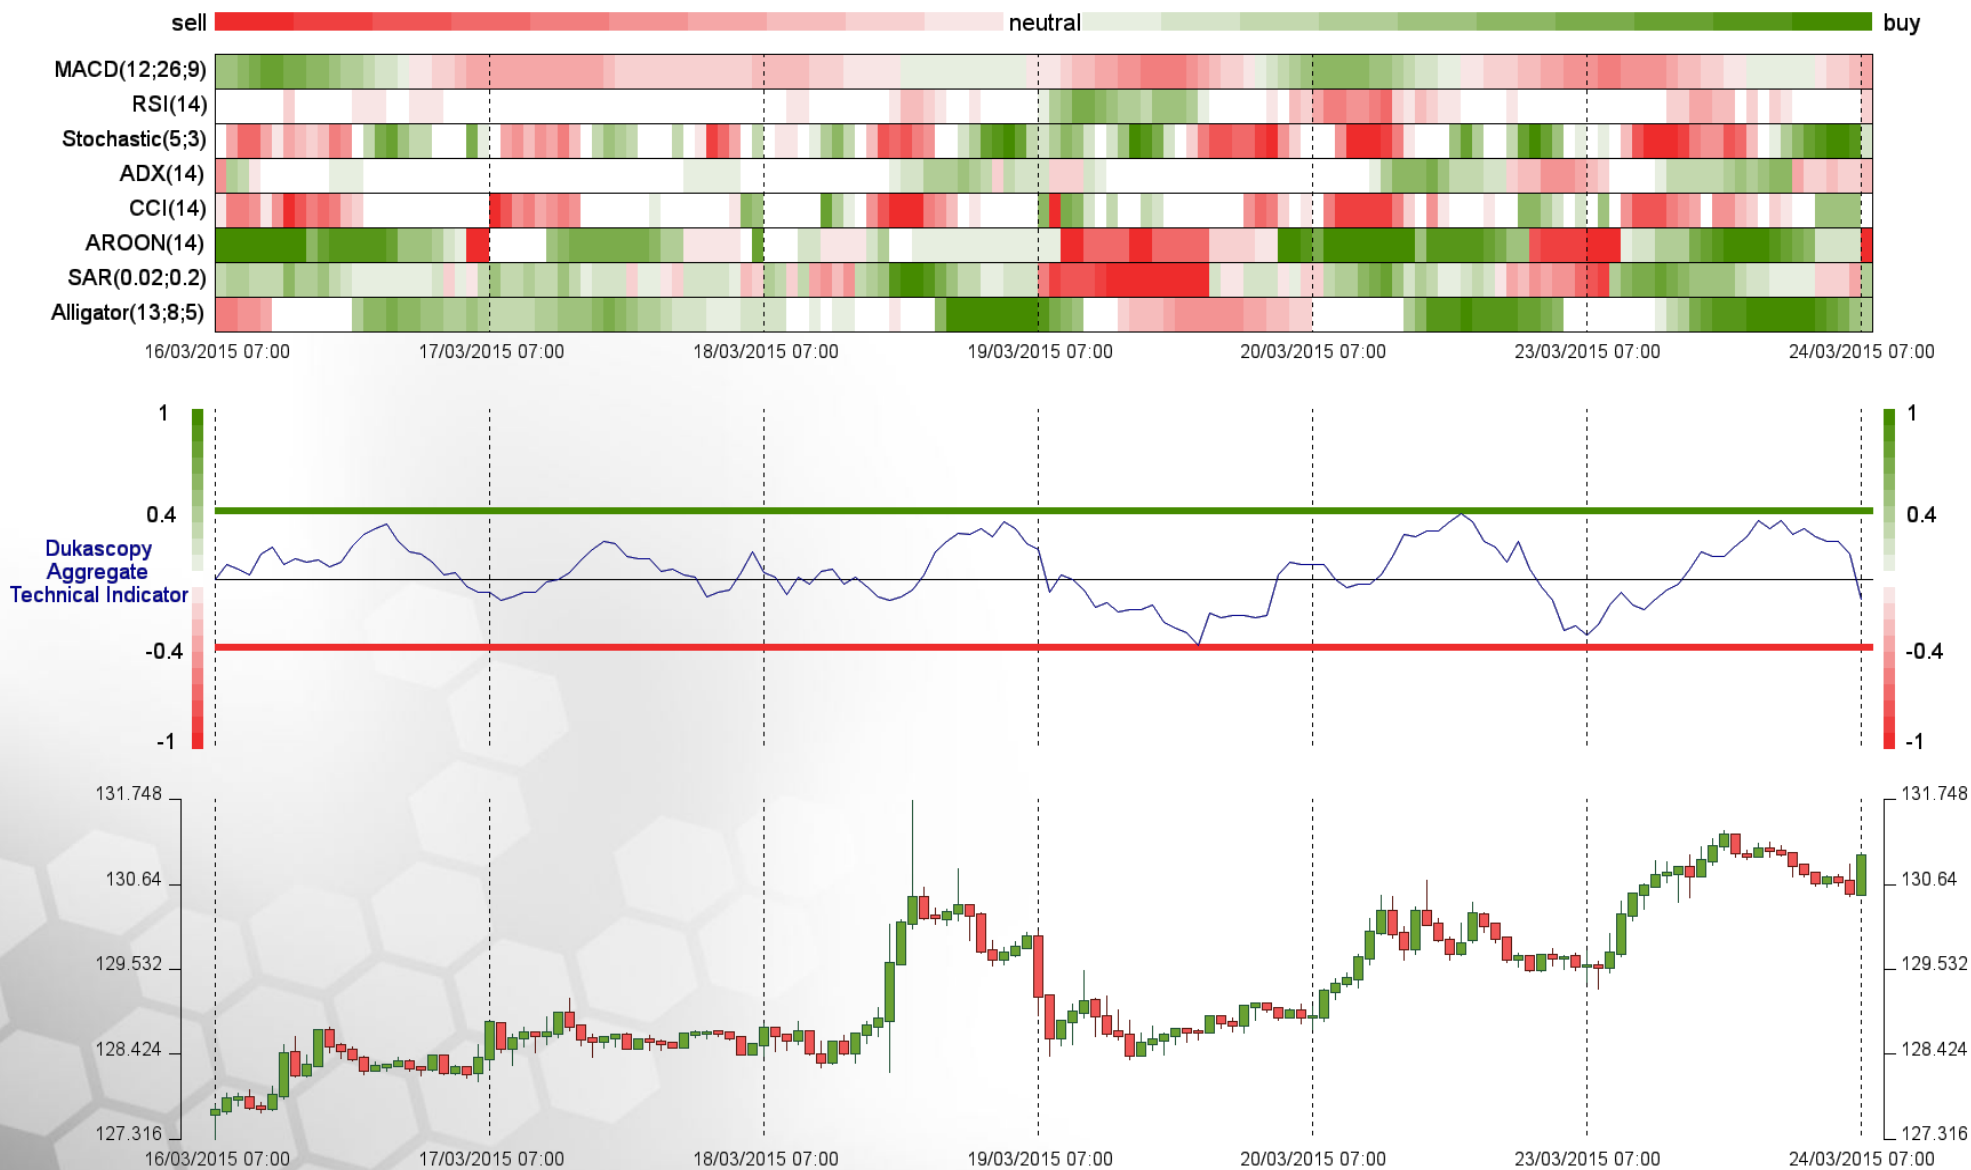 sell neutral buy
MACD(12;26;9)
RSI(14)
Stochastic(5;3)
ADX(14)
CCI(14)
AROON(14)
SAR(0.02;0.2)
Alligator(13;8;5)
16/03/2015 07:00 17/03/2015 07:00 18/03/2015 07:00 19/03/2015 07:00 20/03/2015 07:00 23/03/2015 07:00 24/03/2015 07:00
1 1
0.4 0.4
Dukascopy
Aggregate
Technical Indicator
-0.4 -0.4
-1 -1
131.748 131.748
130.64 130.64
129.532 129.532
128.424 128.424
127.316 127.316
16/03/2015 07:00 17/03/2015 07:00 18/03/2015 07:00 19/03/2015 07:00 20/03/2015 07:00 23/03/2015 07:00 24/03/2015 07:00